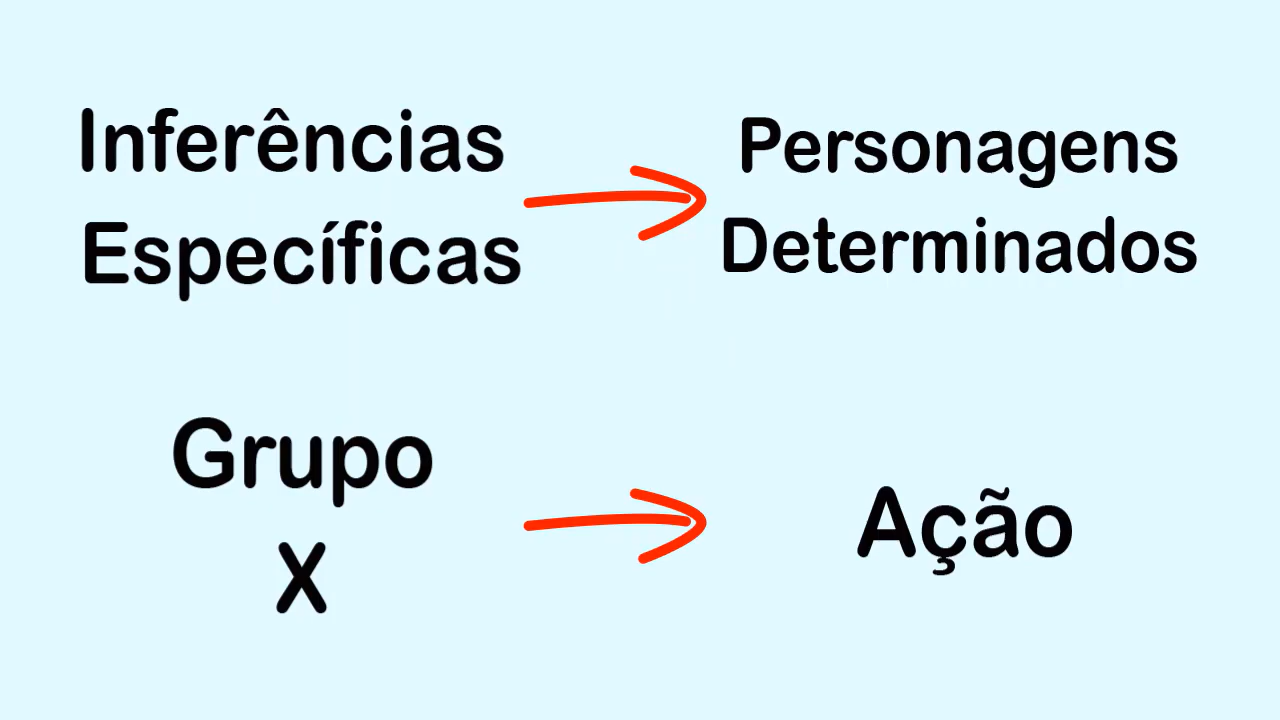 Inferências
Específicas
Personagens
Determinados
Grupo
X
Ação